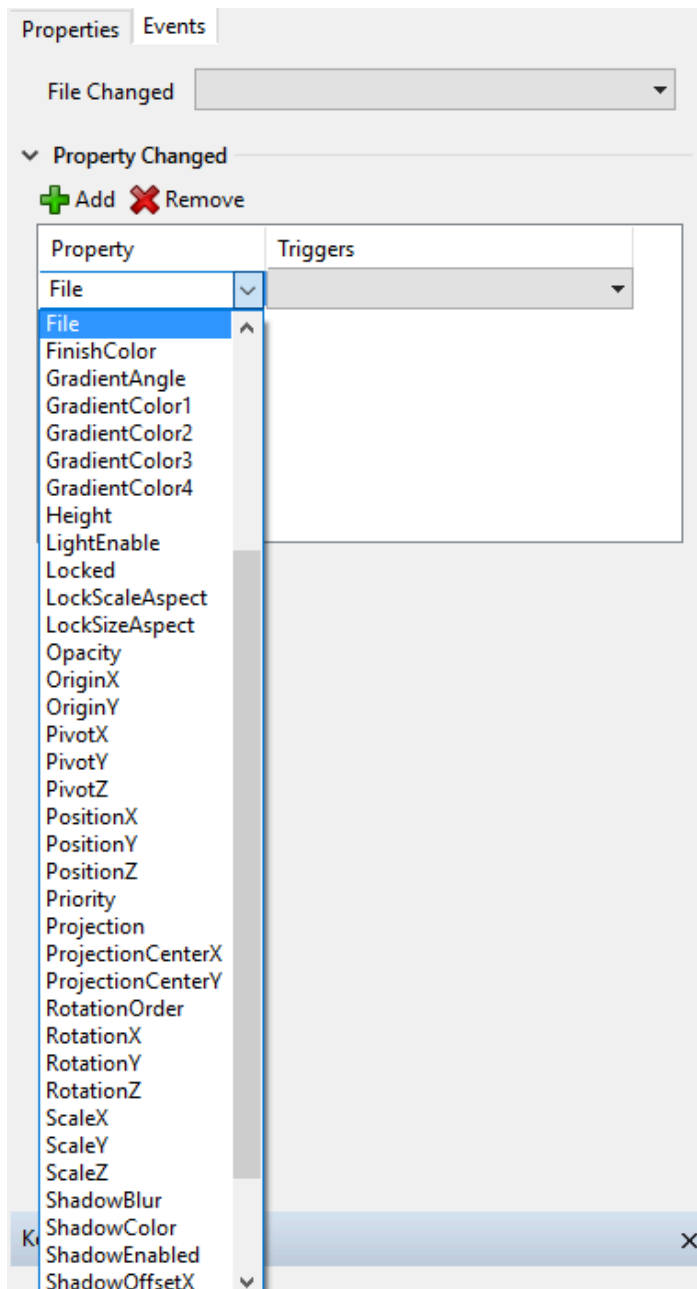 Properties Events
File Changed
Property Changed
Add Remove
Property Triggers
File
File
FinishColor
GradientAngle
GradientColor1
GradientColor2
GradientColor3
GradientColor4
Height
LightEnable
Locked
LockScaleAspect
LockSizeAspect
Opacity
OriginX
OriginY
PivotX
PivotY
PivotZ
PositionX
PositionY
PositionZ
Priority
Projection
ProjectionCenterX
ProjectionCenterY
RotationOrder
RotationX
RotationY
RotationZ
ScaleX
ScaleY
ScaleZ
ShadowBlur
ShadowColor
ShadowEnabled
ShadowOffsetX